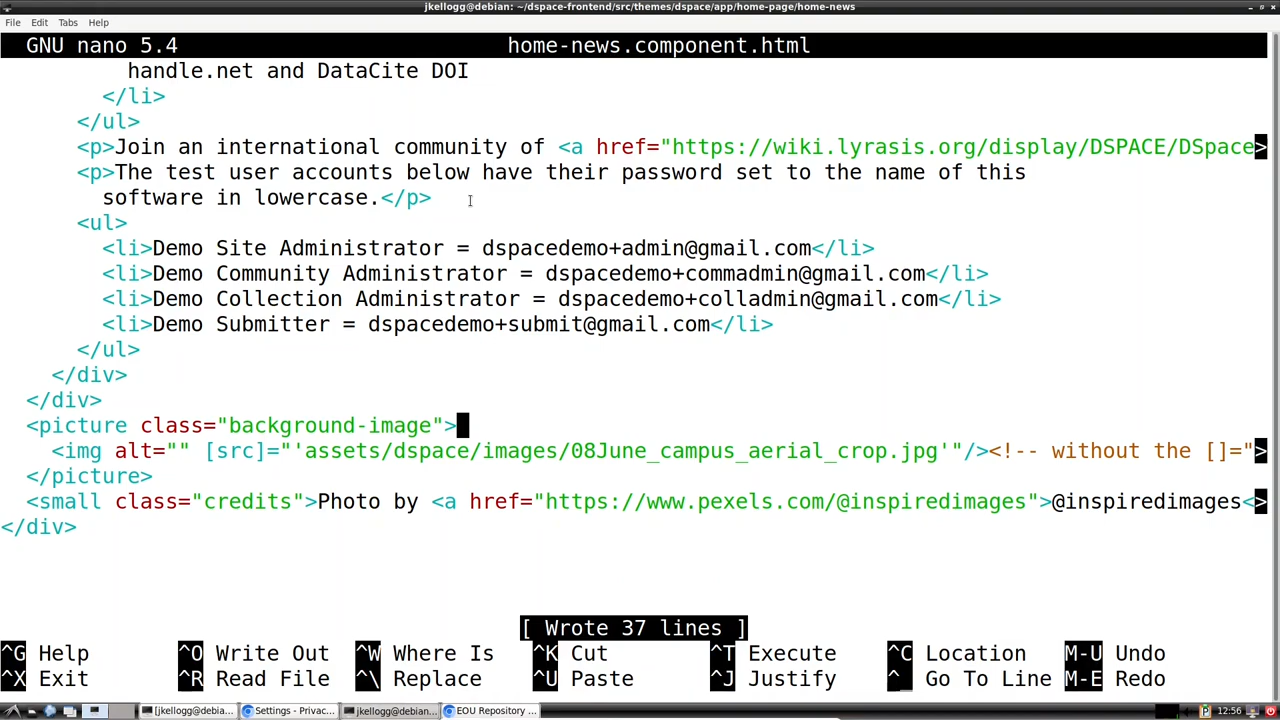 jkellogg@debian: ~/dspace-frontend/src/themes/dspace/app/home-page/home-news
File Edit Tabs Help
GNU nano 5.4 home-news.component.html
handle.net and DataCite DOI
</li>
</ul>
<p>Join an international community of <a href="https://wiki.lyrasis.org/display/DSPACE/DSpace>
<p>The test user accounts below have their password set to the name of this
software in lowercase.</p>
<ul>
<li>Demo Site Administrator = dspacedemo+admin@gmail.com</li>
<li>Demo Community Administrator = dspacedemo+commadmin@gmail.com</li>
<li>Demo Collection Administrator = dspacedemo+colladmin@gmail.com</li>
<li>Demo Submitter = dspacedemo+submit@gmail.com</li>
</ul>
</div>
</div>
<picture class="background-image">
<img alt="" [src]="'assets/dspace/images/08June_campus_aerial_crop.jpg'"/><!-- without the []=">
</picture>
<small class="credits">Photo by <a href="https://www.pexels.com/@inspiredimages">@inspiredimages<>
</div>
[ Wrote 37 lines ]
^G Help ^O Write Out ^W Where Is ^K Cut ^T Execute ^C Location M-U Undo
^X Exit ^R Read File ^\ Replace ^U Paste ^J Justify ^_ Go To Line M-E Redo
[jkellogg@debia... Settings - Privac... jkellogg@debian... EOU Repository ... 12:56